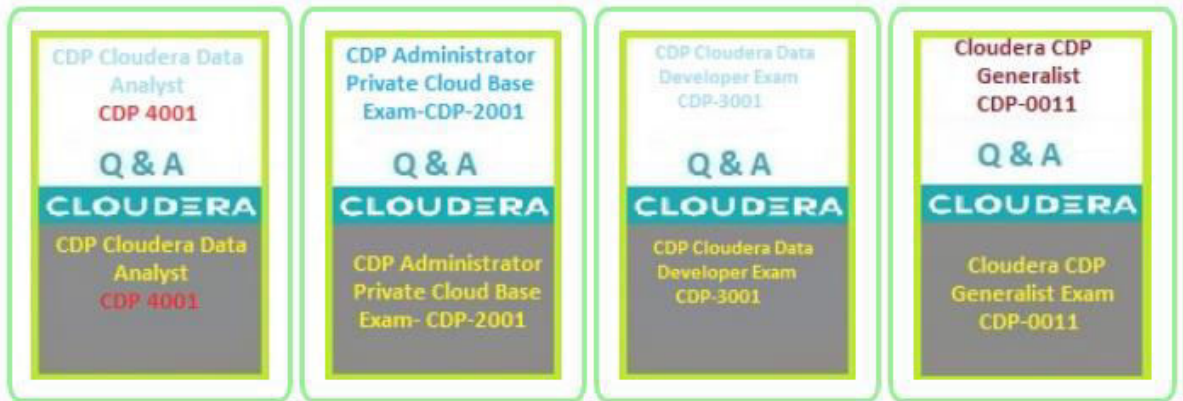 CDP Cloudera Data
Analyst
CDP 4001
Q & A
CLOUDERA
CDP Cloudera Data
Analyst
CDP 4001
CDP Administrator
Private Cloud Base
Exam-CDP-2001
Q & A
CLOUDERA
CDP Administrator
Private Cloud Base
Exam- CDP-2001
CDP Cloudera Data
Developer Exam
CDP-3001
Q & A
CLOUDERA
CDP Cloudera Data
Developer Exam
CDP-3001
Cloudera CDP
Generalist
CDP-0011
Q & A
CLOUDERA
Cloudera CDP
Generalist Exam
CDP-0011